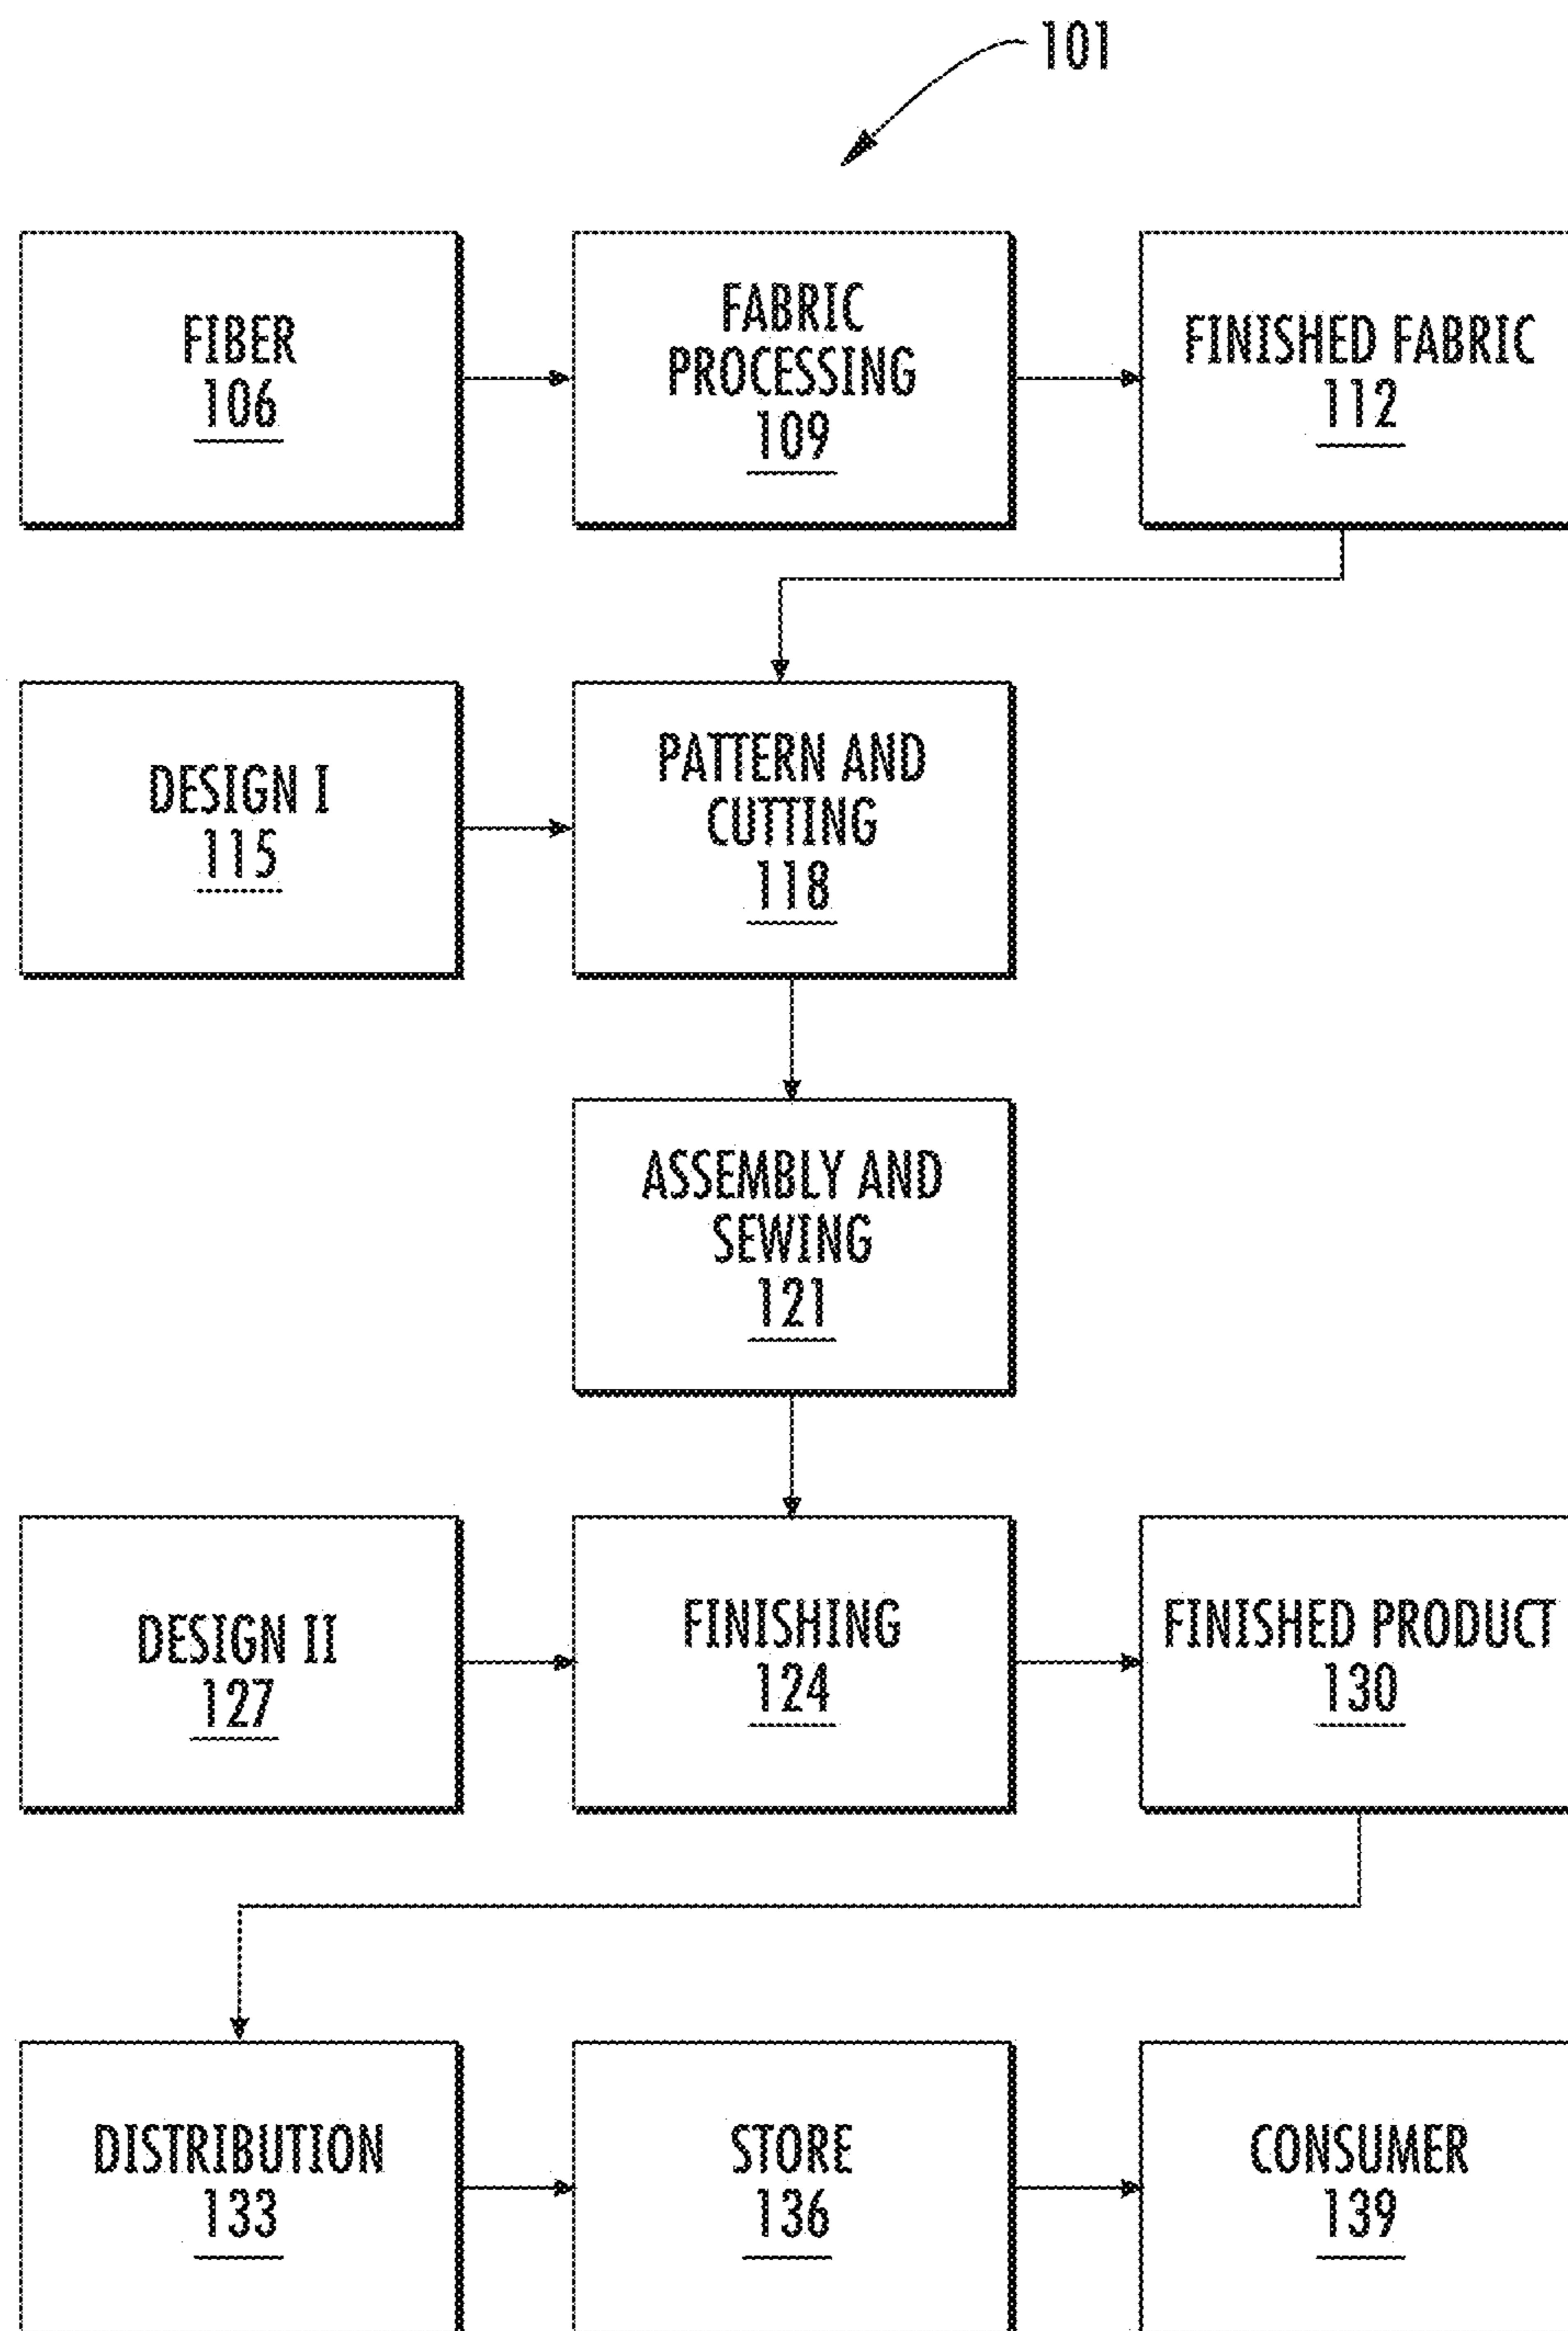 101
FIBER
106
FABRIC
PROCESSING
109
FINISHED FABRIC
112
DESIGN I
115
PATTERN AND
CUTTING
118
ASSEMBLY AND
SEWING
121
DESIGN II
127
FINISHING
124
FINISHED PRODUCT
130
DISTRIBUTION
133
STORE
136
CONSUMER
139